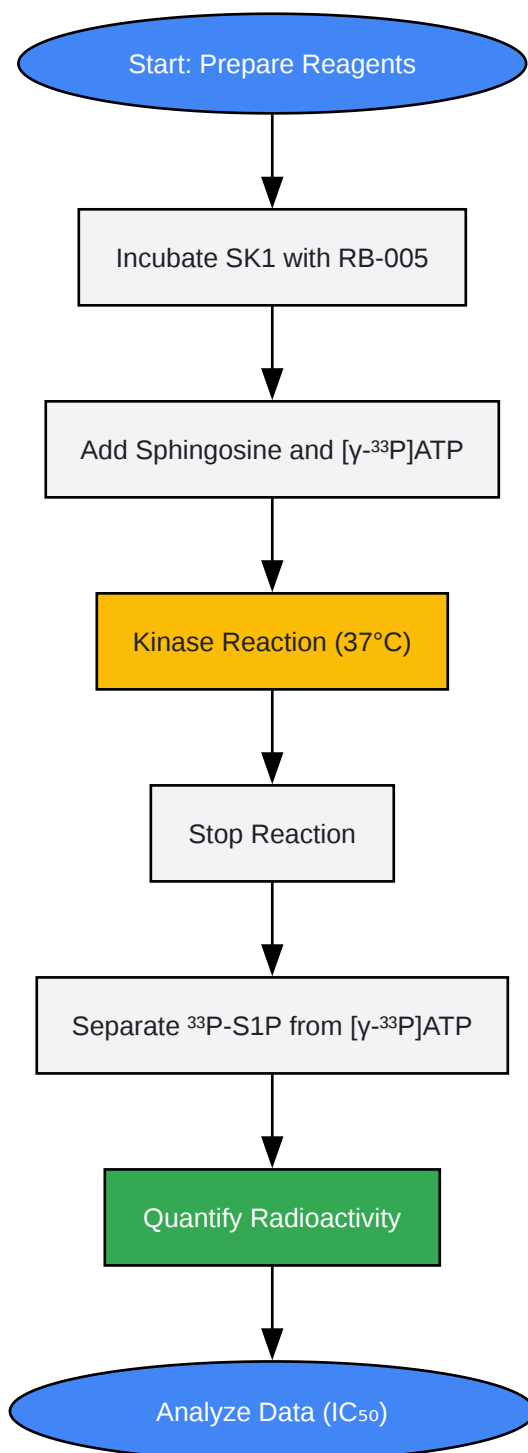 Start: Prepare Reagents
Incubate SK1 with RB-005
Add Sphingosine and [γ-³³P]ATP
Kinase Reaction (37°C)
Stop Reaction
Separate ³³P-S1P from [γ-³³P]ATP
Quantify Radioactivity
Analyze Data (IC₅₀)